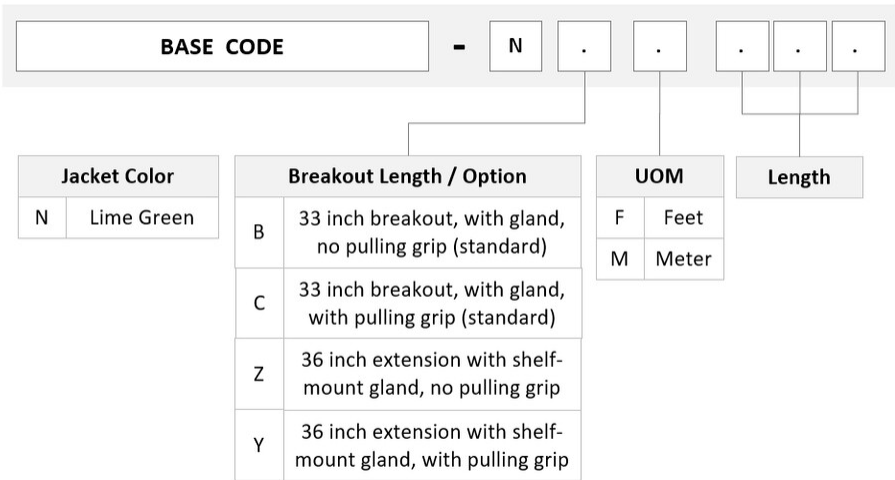 BASE CODE - N . . . . .
Jacket Color
N Lime Green
Breakout Length / Option
B 33 inch breakout, with gland,
no pulling grip (standard)
C 33 inch breakout, with gland,
with pulling grip (standard)
Z 36 inch extension with shelf-
mount gland, no pulling grip
Y 36 inch extension with shelf-
mount gland, with pulling grip
UOM
F Feet
M Meter
Length